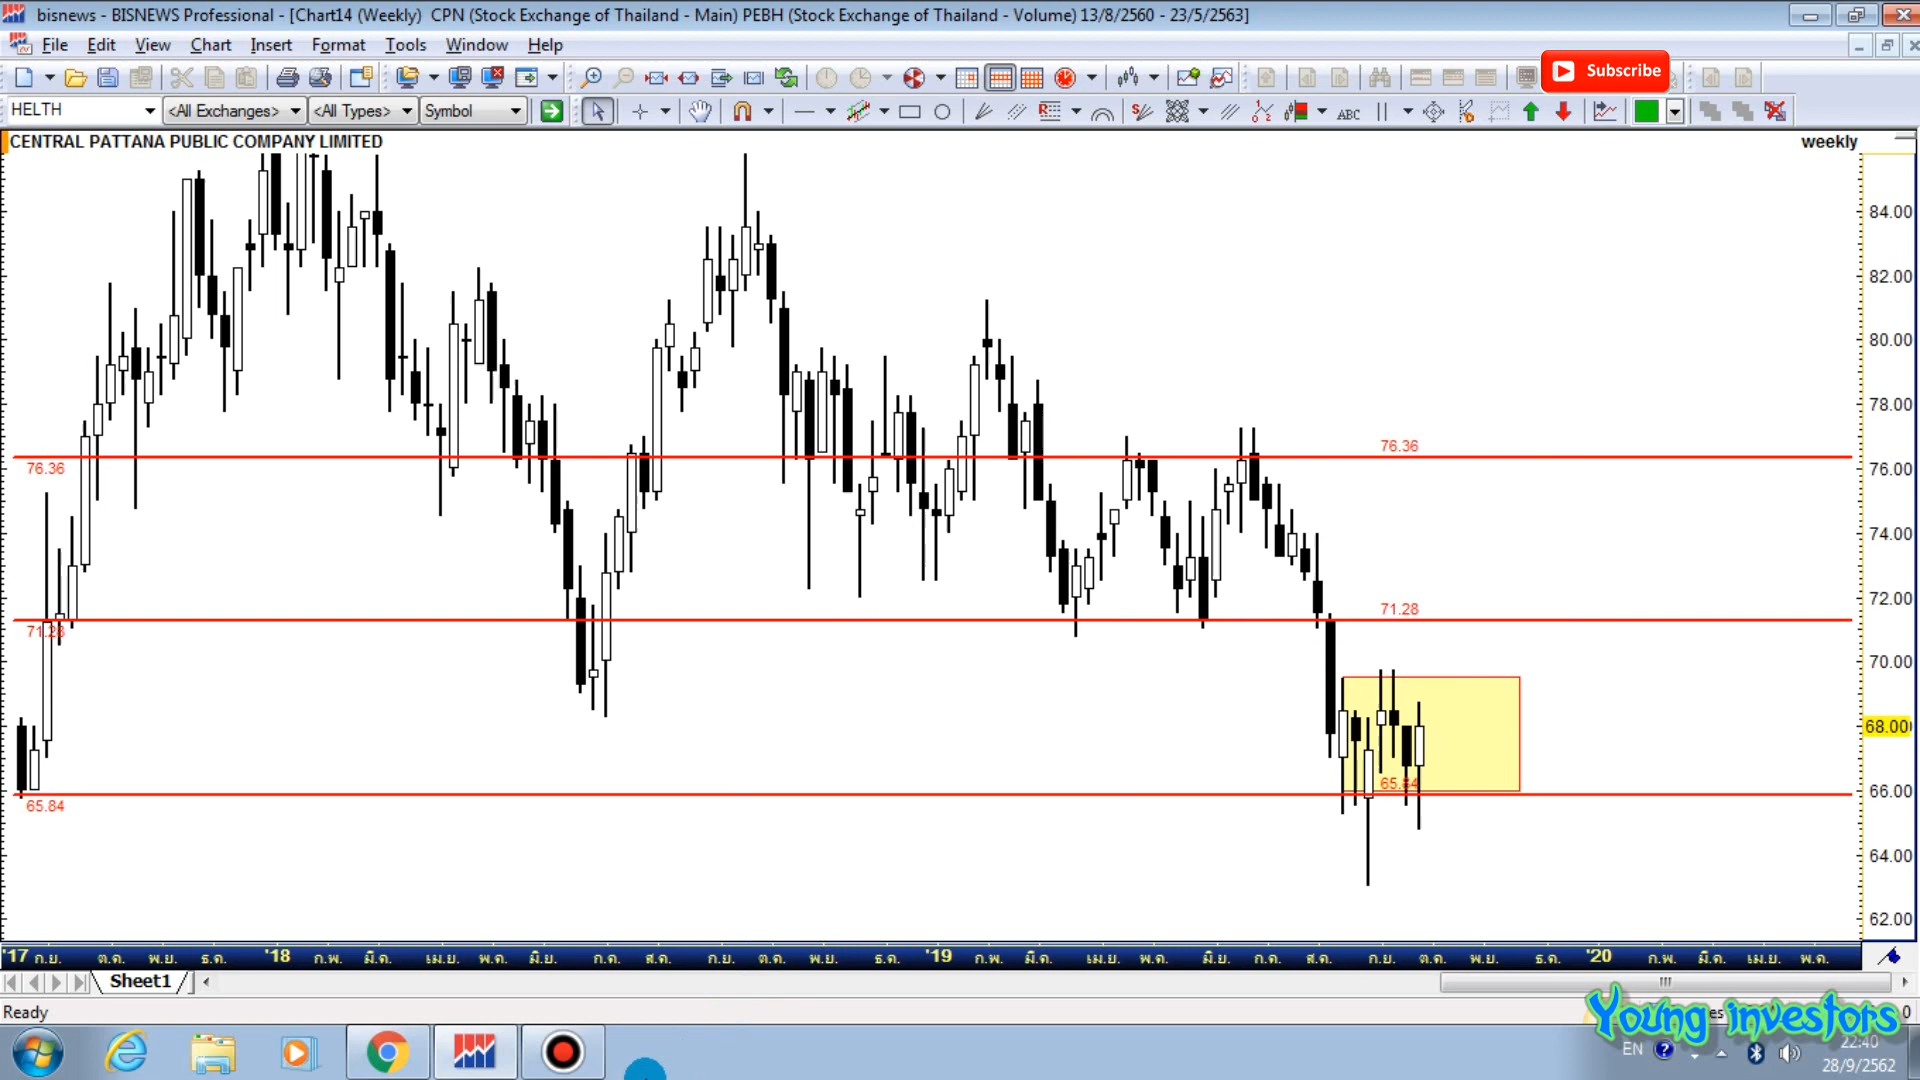 bisnews - BISNEWS Professional - [Chart14 (Weekly)  CPN (Stock Exchange of Thailand - Main) PEBH (Stock Exchange of Thailand - Volume) 13/8/2560 - 23/5/2563]
File Edit View Chart Insert Format Tools Window Help
Subscribe
HELTH <All Exchanges> <All Types> Symbol
ABC
CENTRAL PATTANA PUBLIC COMPANY LIMITED
weekly
84.00
82.00
80.00
78.00
76.36
76.36
76.00
74.00
72.00
71.28
71.28
70.00
68.00
65.84
65.84
66.00
64.00
62.00
'17 ก.ย. ต.ค. พ.ย. ธ.ค. '18 ก.พ. มี.ค. เม.ย. พ.ค. มิ.ย. ก.ค. ส.ค. ก.ย. ต.ค. พ.ย. ธ.ค. '19 ก.พ. มี.ค. เม.ย. พ.ค. มิ.ย. ก.ค. ส.ค. ก.ย. ต.ค. พ.ย. ธ.ค. '20 ก.พ. มี.ค. เม.ย. พ.ค.
Sheet1
Ready
Young investors
EN
22:40
28/9/2562